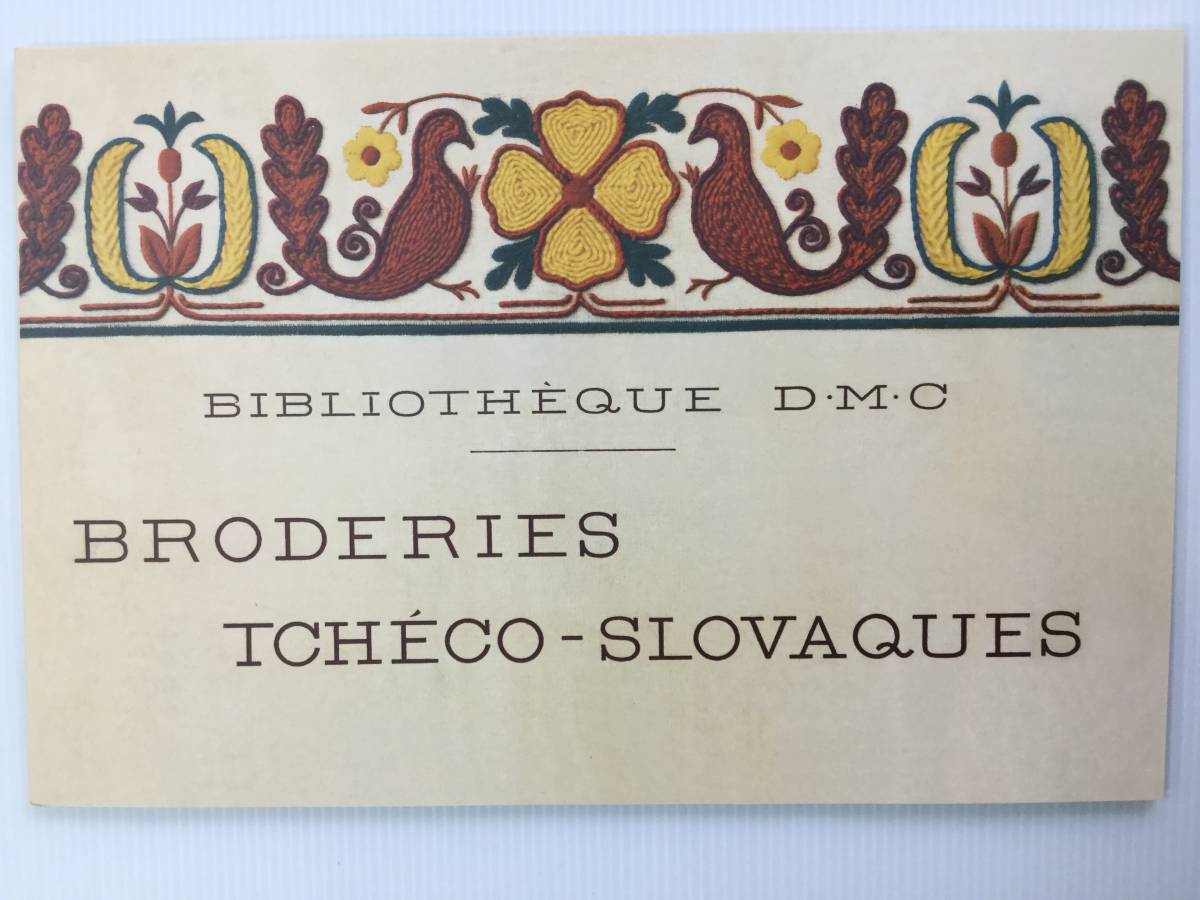 BIBLIOTHÈQUE D·M·C
BRODERIES
TCHÉCO-SLOVAQUES